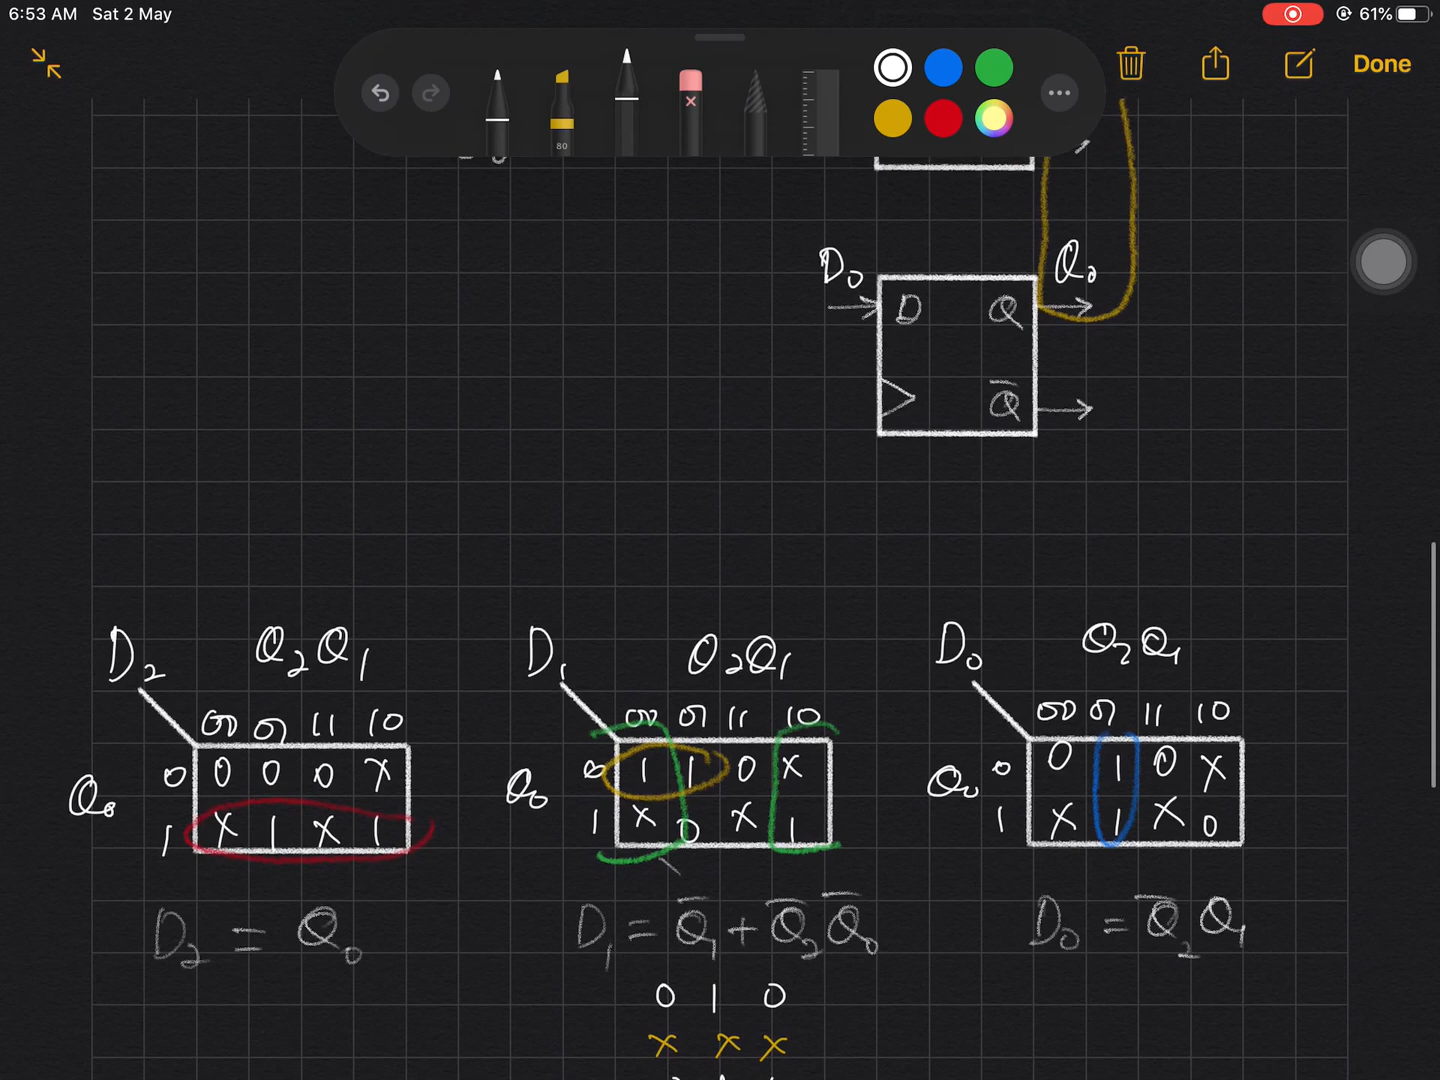 6:53 AM Sat 2 May
61%
80
Done
D₀ Q₀
D Q
Q̅
D₂ Q₂Q₁
00 01 11 10
0 0 0 0 X
Q₀
1 X 1 X 1
D₂ = Q₀
D₁ Q₂Q₁
00 01 11 10
0 1 1 0 X
Q₀
1 X 0 X 1
D₁ = Q̅₁ + Q̅₂Q̅₀
0 1 0
X X X
D₀ Q₂Q₁
00 01 11 10
0 0 1 0 X
Q₀
1 X 1 X 0
D₀ = Q̅₂Q₁